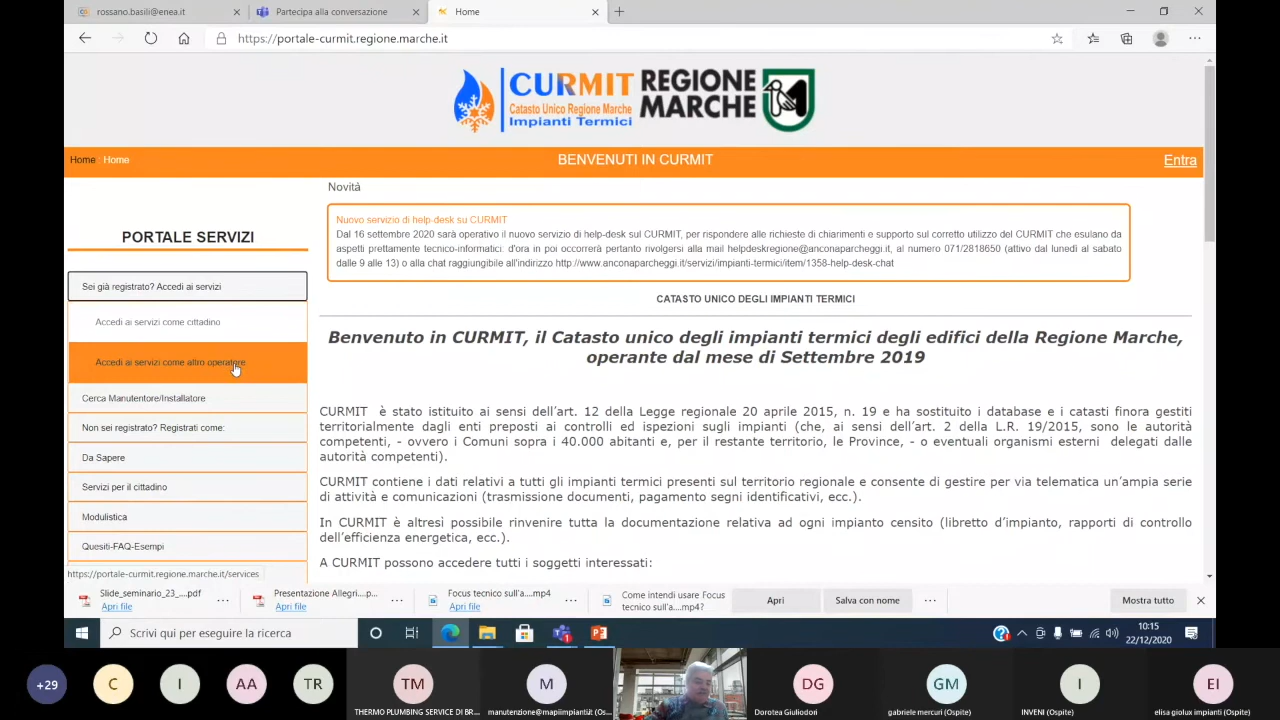 rossano.basili@enea.it
Partecipa alla conversazione
Home
https://portale-curmit.regione.marche.it
CURMIT
Catasto Unico Regione Marche
Impianti Termici
REGIONE
MARCHE
Home : Home
BENVENUTI IN CURMIT
Entra
Novità
PORTALE SERVIZI
Sei già registrato? Accedi ai servizi
Accedi ai servizi come cittadino
Accedi ai servizi come altro operatore
Cerca Manutentore/Installatore
Non sei registrato? Registrati come:
Da Sapere
Servizi per il cittadino
Modulistica
Quesiti-FAQ-Esempi
https://portale-curmit.regione.marche.it/services
Nuovo servizio di help-desk su CURMIT
Dal 16 settembre 2020 sarà operativo il nuovo servizio di help-desk sul CURMIT, per rispondere alle richieste di chiarimenti e supporto sul corretto utilizzo del CURMIT che esulano da
aspetti prettamente tecnico-informatici: d'ora in poi occorrerà pertanto rivolgersi alla mail helpdeskregione@anconaparcheggi.it, al numero 071/2818650 (attivo dal lunedì al sabato
dalle 9 alle 13) o alla chat raggiungibile all'indirizzo http://www.anconaparcheggi.it/servizi/impianti-termici/item/1358-help-desk-chat
CATASTO UNICO DEGLI IMPIANTI TERMICI
Benvenuto in CURMIT, il Catasto unico degli impianti termici degli edifici della Regione Marche,
operante dal mese di Settembre 2019
CURMIT è stato istituito ai sensi dell'art. 12 della Legge regionale 20 aprile 2015, n. 19 e ha sostituito i database e i catasti finora gestiti
territorialmente dagli enti preposti ai controlli ed ispezioni sugli impianti (che, ai sensi dell'art. 2 della L.R. 19/2015, sono le autorità
competenti, - ovvero i Comuni sopra i 40.000 abitanti e, per il restante territorio, le Province, - o eventuali organismi esterni delegati dalle
autorità competenti).
CURMIT contiene i dati relativi a tutti gli impianti termici presenti sul territorio regionale e consente di gestire per via telematica un'ampia serie
di attività e comunicazioni (trasmissione documenti, pagamento segni identificativi, ecc.).
In CURMIT è altresì possibile rinvenire tutta la documentazione relativa ad ogni impianto censito (libretto d'impianto, rapporti di controllo
dell'efficienza energetica, ecc.).
A CURMIT possono accedere tutti i soggetti interessati:
Slide_seminario_23_....pdf
Apri file
Presentazione Allegri....p...
Apri file
Focus tecnico sull'a....mp4
Apri file
Come intendi usare Focus
tecnico sull'a....mp4?
Apri
Salva con nome
Mostra tutto
Scrivi qui per eseguire la ricerca
10:15
22/12/2020
+29
C
I
AA
TR
TM
M
DG
GM
I
EI
THERMO PLUMBING SERVICE DI BR...
manutenzione@mapiimpianti.it (Os...
Dorotea Giuliodori
gabriele mercuri (Ospite)
INVENI (Ospite)
elisa giolux impianti (Ospite)